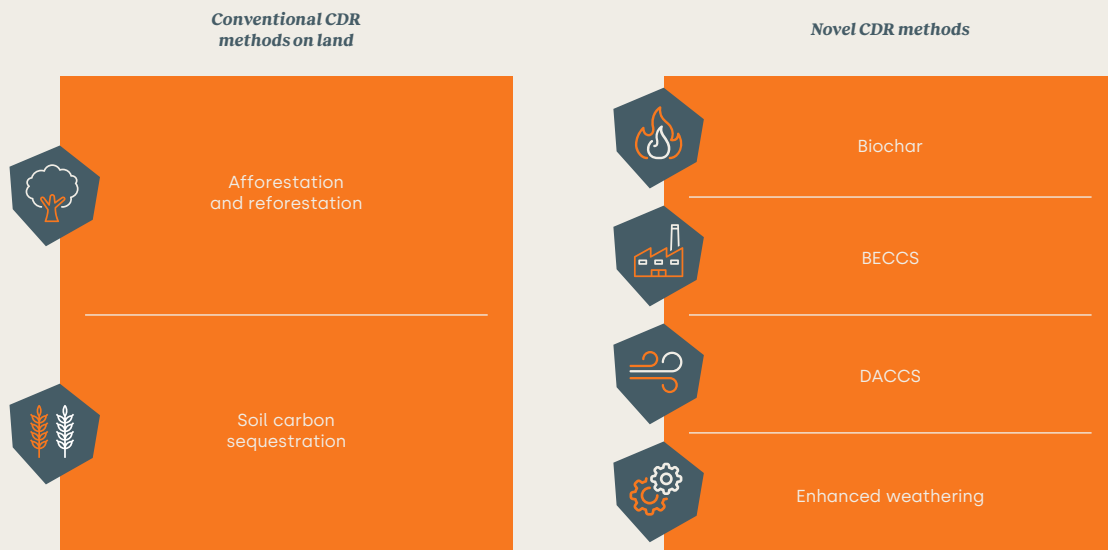 Conventional CDR
methods on land
Afforestation
and reforestation
Soil carbon
sequestration
Novel CDR methods
Biochar
BECCS
DACCS
Enhanced weathering